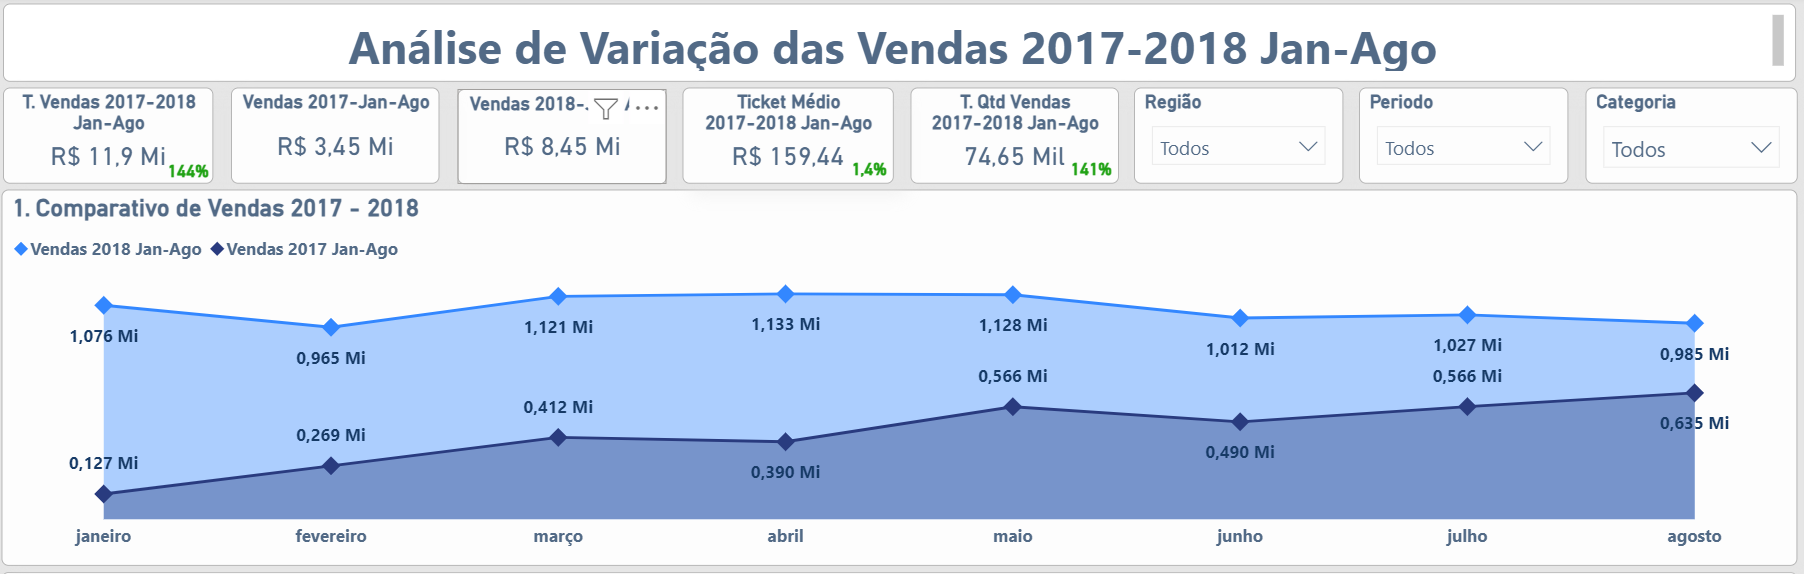 Análise de Variação das Vendas 2017-2018 Jan-Ago
T. Vendas 2017-2018
Jan-Ago
R$ 11,9 Mi
144%
Vendas 2017-Jan-Ago
R$ 3,45 Mi
Vendas 2018-
R$ 8,45 Mi
Ticket Médio
2017-2018 Jan-Ago
R$ 159,44
1,4%
T. Qtd Vendas
2017-2018 Jan-Ago
74,65 Mil
141%
Região
Todos
Periodo
Todos
Categoria
Todos
1. Comparativo de Vendas 2017 - 2018
Vendas 2018 Jan-Ago Vendas 2017 Jan-Ago
1,076 Mi
0,965 Mi
1,121 Mi
1,133 Mi
1,128 Mi
1,012 Mi
1,027 Mi
0,985 Mi
0,127 Mi
0,269 Mi
0,412 Mi
0,390 Mi
0,566 Mi
0,490 Mi
0,566 Mi
0,635 Mi
janeiro
fevereiro
março
abril
maio
junho
julho
agosto